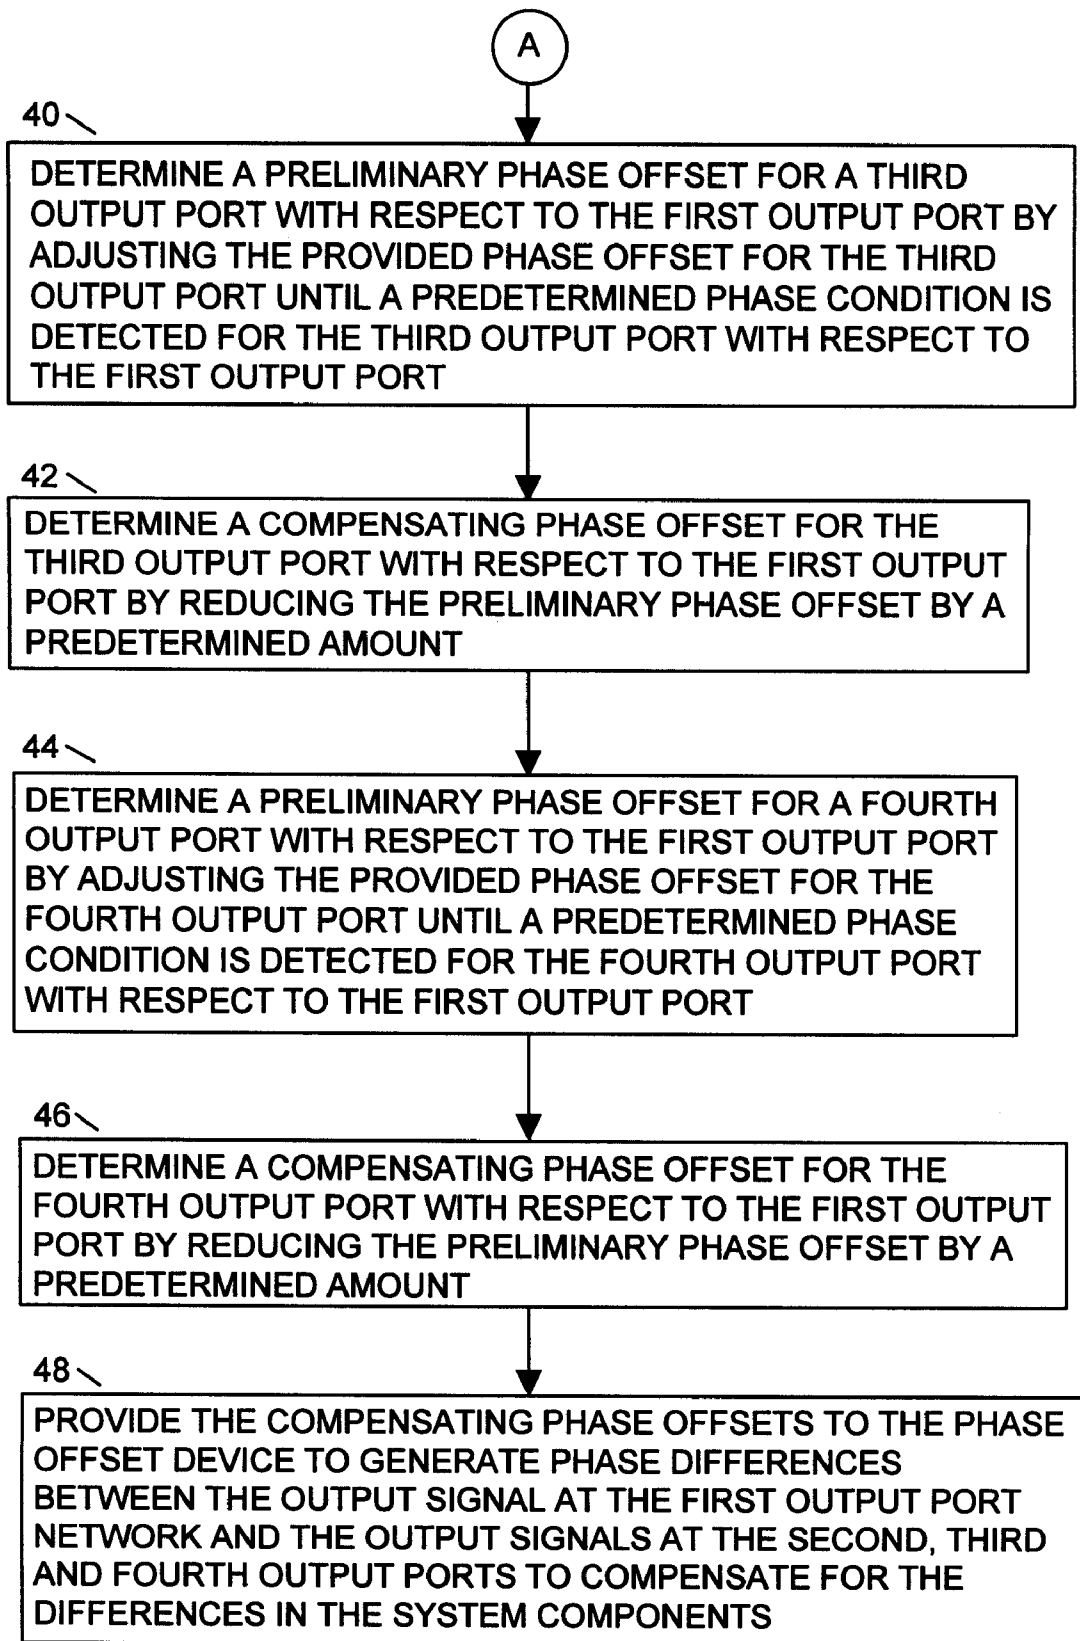 A
40
DETERMINE A PRELIMINARY PHASE OFFSET FOR A THIRD
OUTPUT PORT WITH RESPECT TO THE FIRST OUTPUT PORT BY
ADJUSTING THE PROVIDED PHASE OFFSET FOR THE THIRD
OUTPUT PORT UNTIL A PREDETERMINED PHASE CONDITION IS
DETECTED FOR THE THIRD OUTPUT PORT WITH RESPECT TO
THE FIRST OUTPUT PORT
42
DETERMINE A COMPENSATING PHASE OFFSET FOR THE
THIRD OUTPUT PORT WITH RESPECT TO THE FIRST OUTPUT
PORT BY REDUCING THE PRELIMINARY PHASE OFFSET BY A
PREDETERMINED AMOUNT
44
DETERMINE A PRELIMINARY PHASE OFFSET FOR A FOURTH
OUTPUT PORT WITH RESPECT TO THE FIRST OUTPUT PORT
BY ADJUSTING THE PROVIDED PHASE OFFSET FOR THE
FOURTH OUTPUT PORT UNTIL A PREDETERMINED PHASE
CONDITION IS DETECTED FOR THE FOURTH OUTPUT PORT
WITH RESPECT TO THE FIRST OUTPUT PORT
46
DETERMINE A COMPENSATING PHASE OFFSET FOR THE
FOURTH OUTPUT PORT WITH RESPECT TO THE FIRST OUTPUT
PORT BY REDUCING THE PRELIMINARY PHASE OFFSET BY A
PREDETERMINED AMOUNT
48
PROVIDE THE COMPENSATING PHASE OFFSETS TO THE PHASE
OFFSET DEVICE TO GENERATE PHASE DIFFERENCES
BETWEEN THE OUTPUT SIGNAL AT THE FIRST OUTPUT PORT
NETWORK AND THE OUTPUT SIGNALS AT THE SECOND, THIRD
AND FOURTH OUTPUT PORTS TO COMPENSATE FOR THE
DIFFERENCES IN THE SYSTEM COMPONENTS